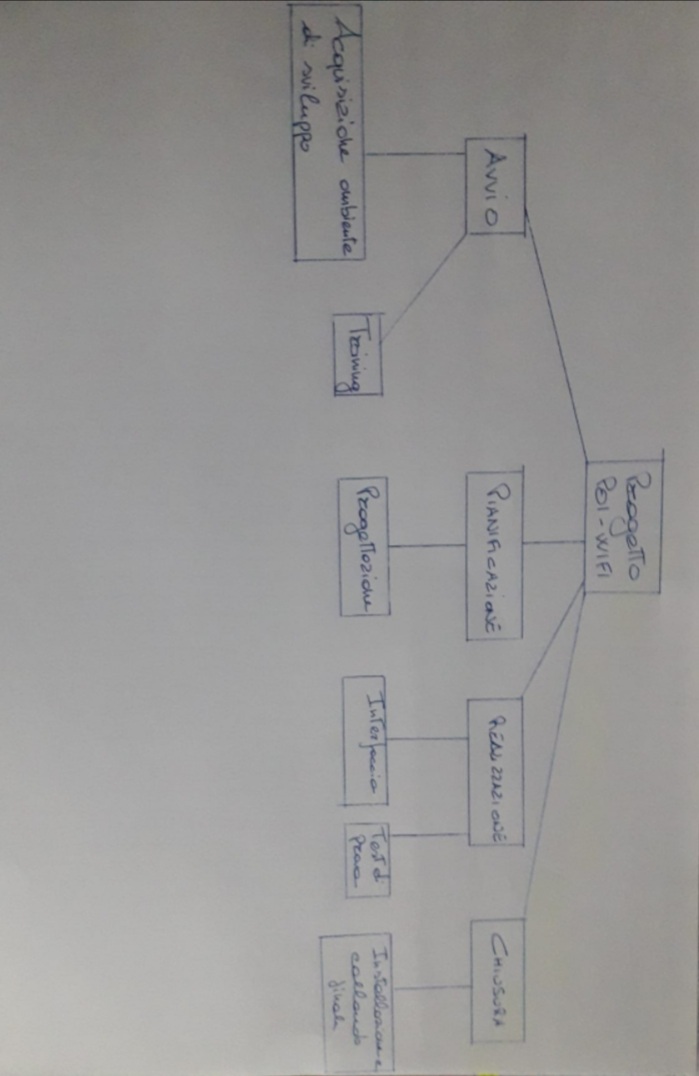 Progetto
PDI-WIFI
AVVIO
PIANIFICAZIONE
REALIZZAZIONE
CHIUSURA
Acquisizione ambiente
di sviluppo
Training
Progettazione
Interfaccia
Test di
Prova
Installazione
collaudo
finale